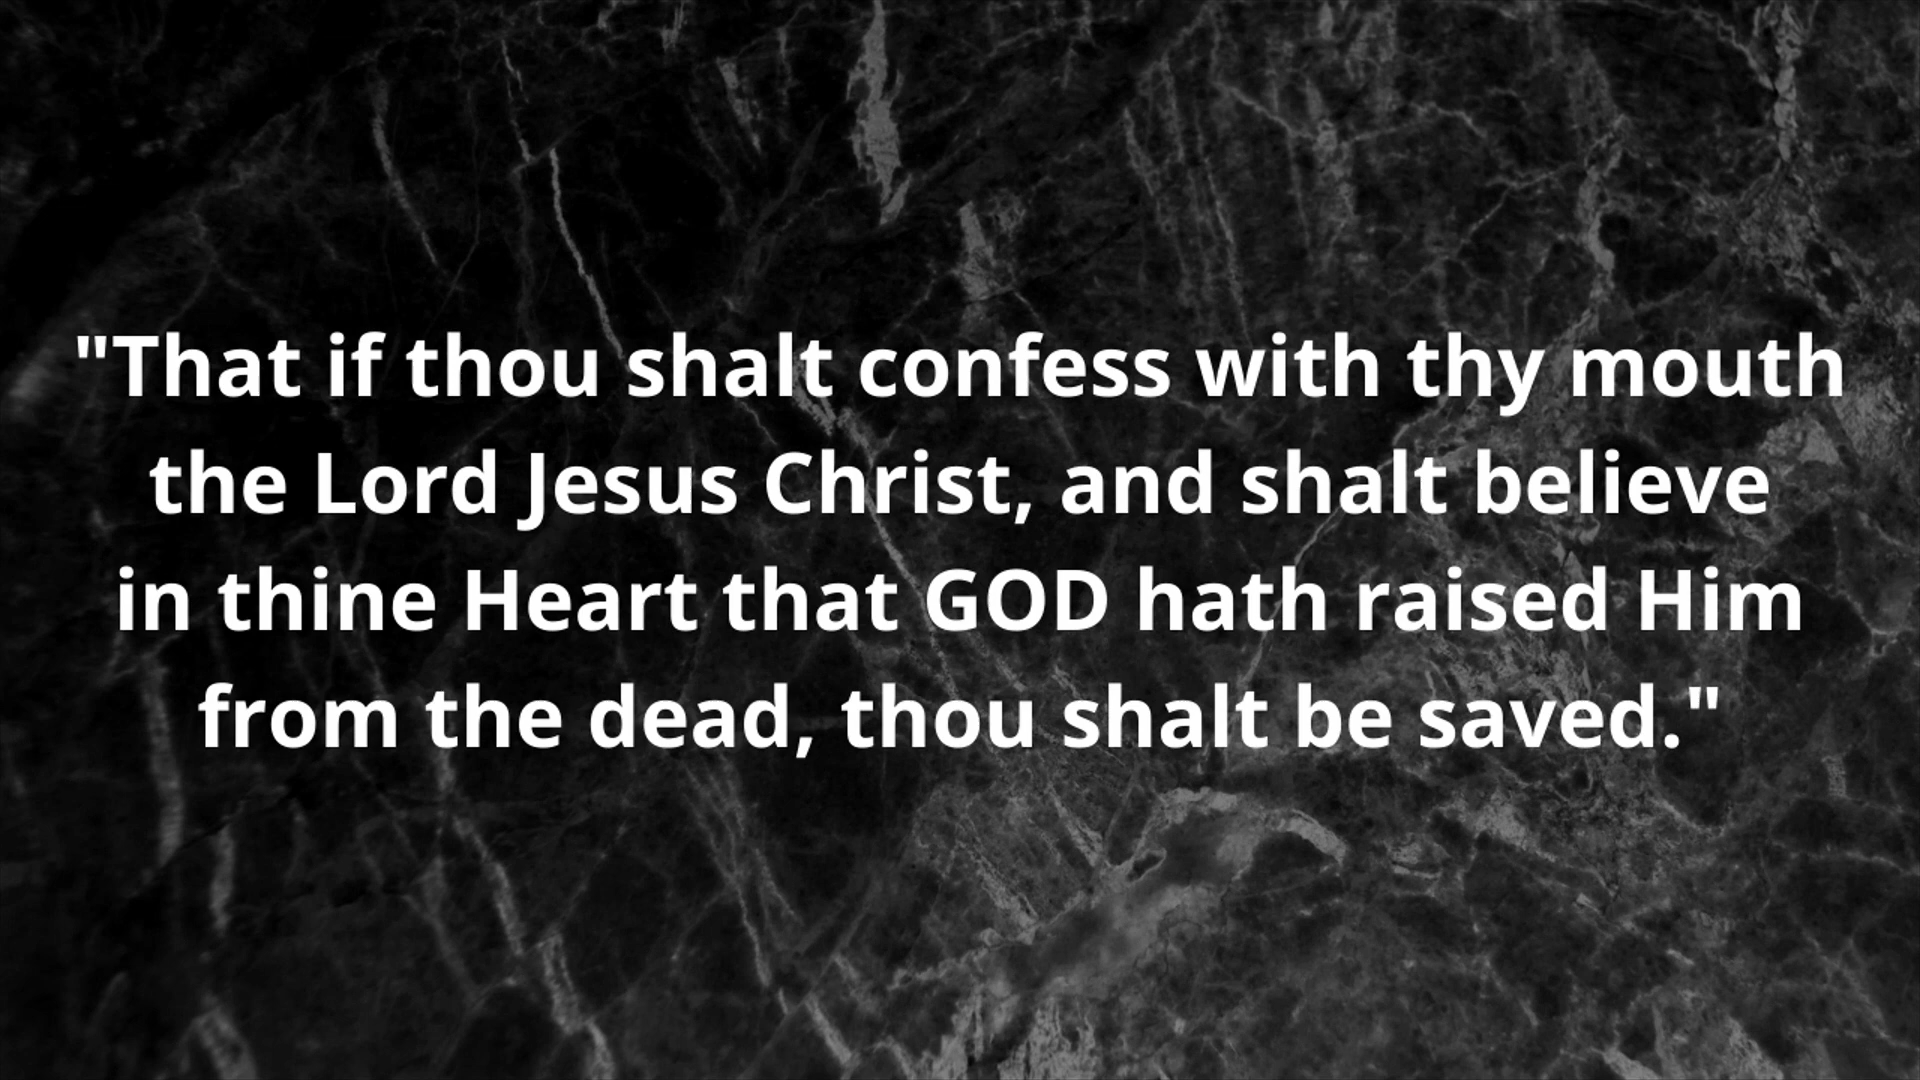 "That if thou shalt confess with thy mouth
the Lord Jesus Christ, and shalt believe
in thine Heart that GOD hath raised Him
from the dead, thou shalt be saved."